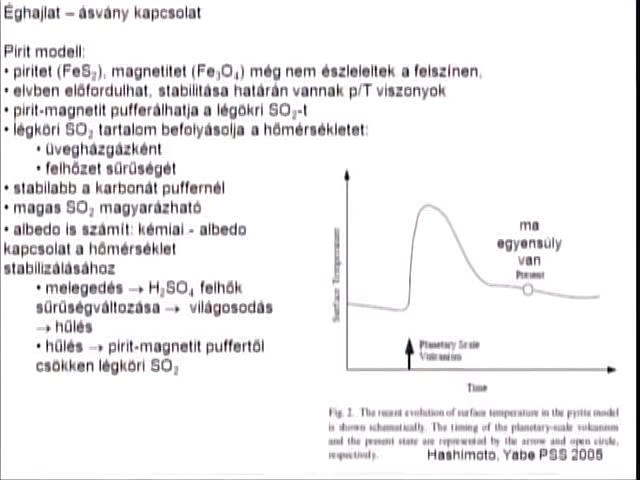 Éghajlat – ásvány kapcsolat
Pirit modell:
• piritet (FeS₂), magnetitet (Fe₃O₄) még nem észleleltek a felszínen,
• elvben előfordulhat, stabilitása határán vannak p/T viszonyok
• pirit-magnetit pufferálhatja a légökri SO₂-t
• légköri SO₂ tartalom befolyásolja a hőmérsékletet:
• üvegházgázként
• felhőzet sűrűségét
• stabilabb a karbonát puffernél
• magas SO₂ magyarázható
• albedo is számít: kémiai - albedo
kapcsolat a hőmérséklet
stabilizálásához
• melegedés → H₂SO₄ felhők
sűrűségváltozása → világosodás
→ hűlés
• hűlés → pirit-magnetit puffertől
csökken légköri SO₂
Surface Temperature
ma
egyensúly
van
Present
Planetary Scale
Volcanism
Time
Fig. 2. The recent evolution of surface temperature in the pyrite model
is shown schematically. The timing of the planetary-scale volcanism
and the present state are represented by the arrow and open circle,
respectively.
Hashimoto, Yabe PSS 2005